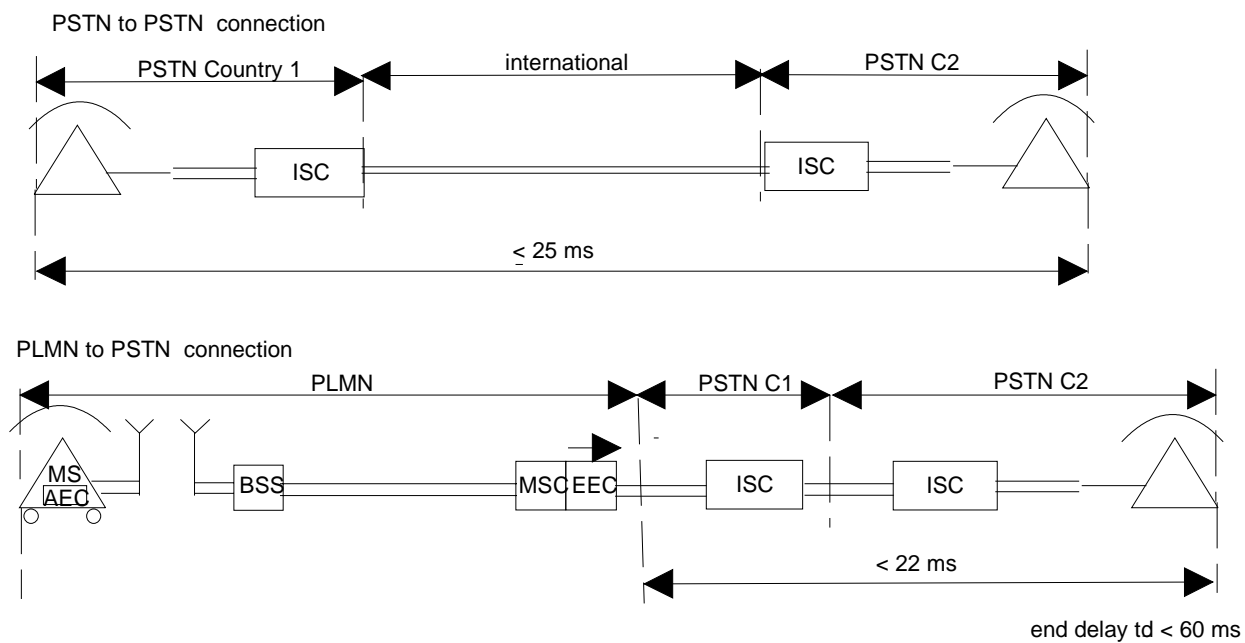 PSTN to PSTN connection
PSTN Country 1 international PSTN C2
ISC ISC
≤ 25 ms
PLMN to PSTN connection
PLMN PSTN C1 PSTN C2
MS
AEC BSS MSC EEC ISC ISC
< 22 ms
end delay td < 60 ms